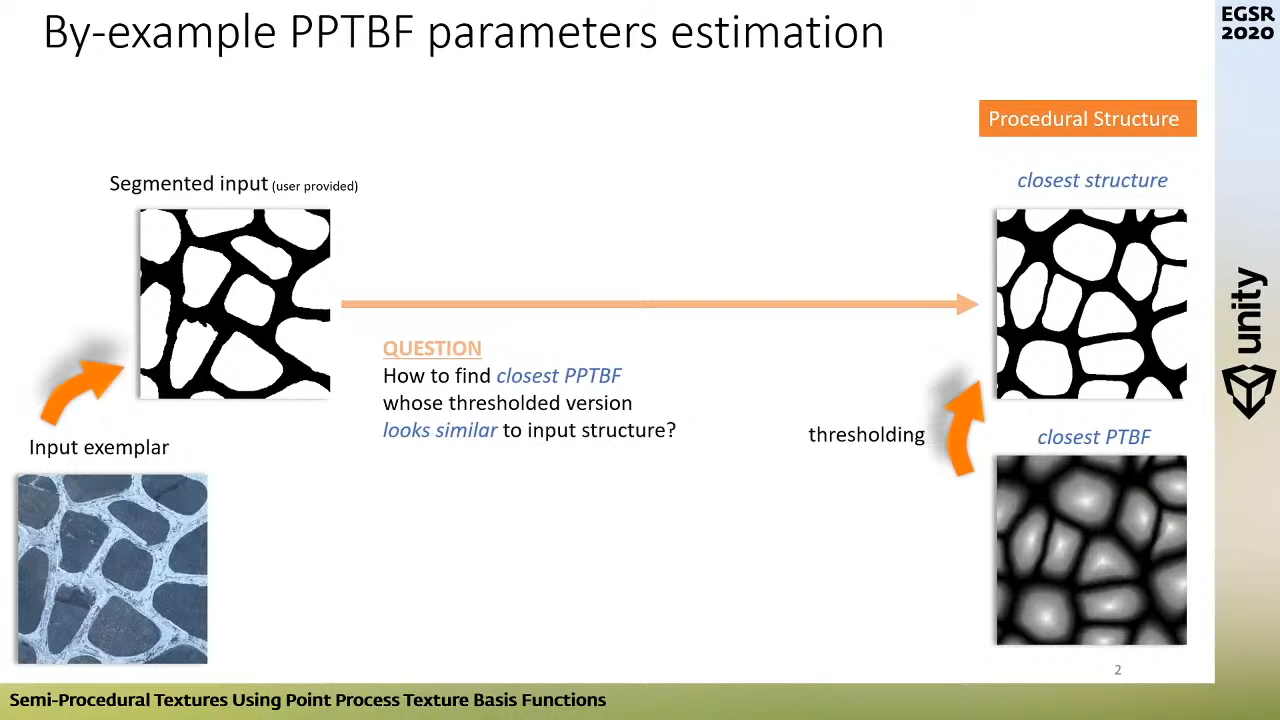 By-example PPTBF parameters estimation
EGSR
2020
Procedural Structure
Segmented input (user provided)
closest structure
QUESTION
How to find closest PPTBF
whose thresholded version
looks similar to input structure?
thresholding
closest PTBF
Input exemplar
unity
2
Semi-Procedural Textures Using Point Process Texture Basis Functions